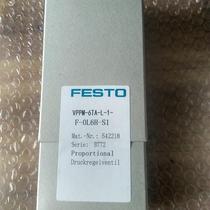 FESTO
VPPM-6TA-L-1-
F-0L6H-S1
Mat.-Nr.: 542218
Serie: B772
Proportional
Druckregelventil